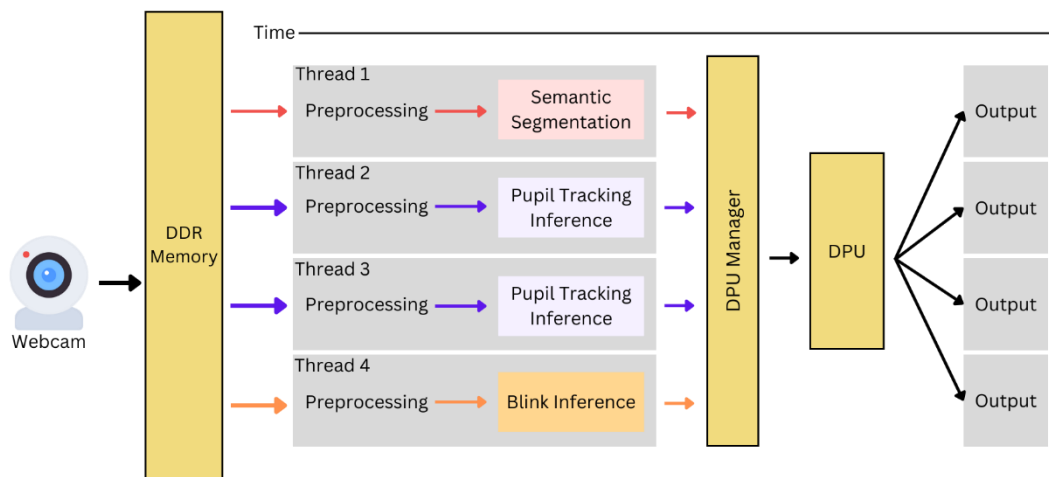 Time
Webcam
DDR
Memory
Thread 1
Preprocessing
Semantic
Segmentation
Thread 2
Preprocessing
Pupil Tracking
Inference
Thread 3
Preprocessing
Pupil Tracking
Inference
Thread 4
Preprocessing
Blink Inference
DPU Manager
DPU
Output
Output
Output
Output